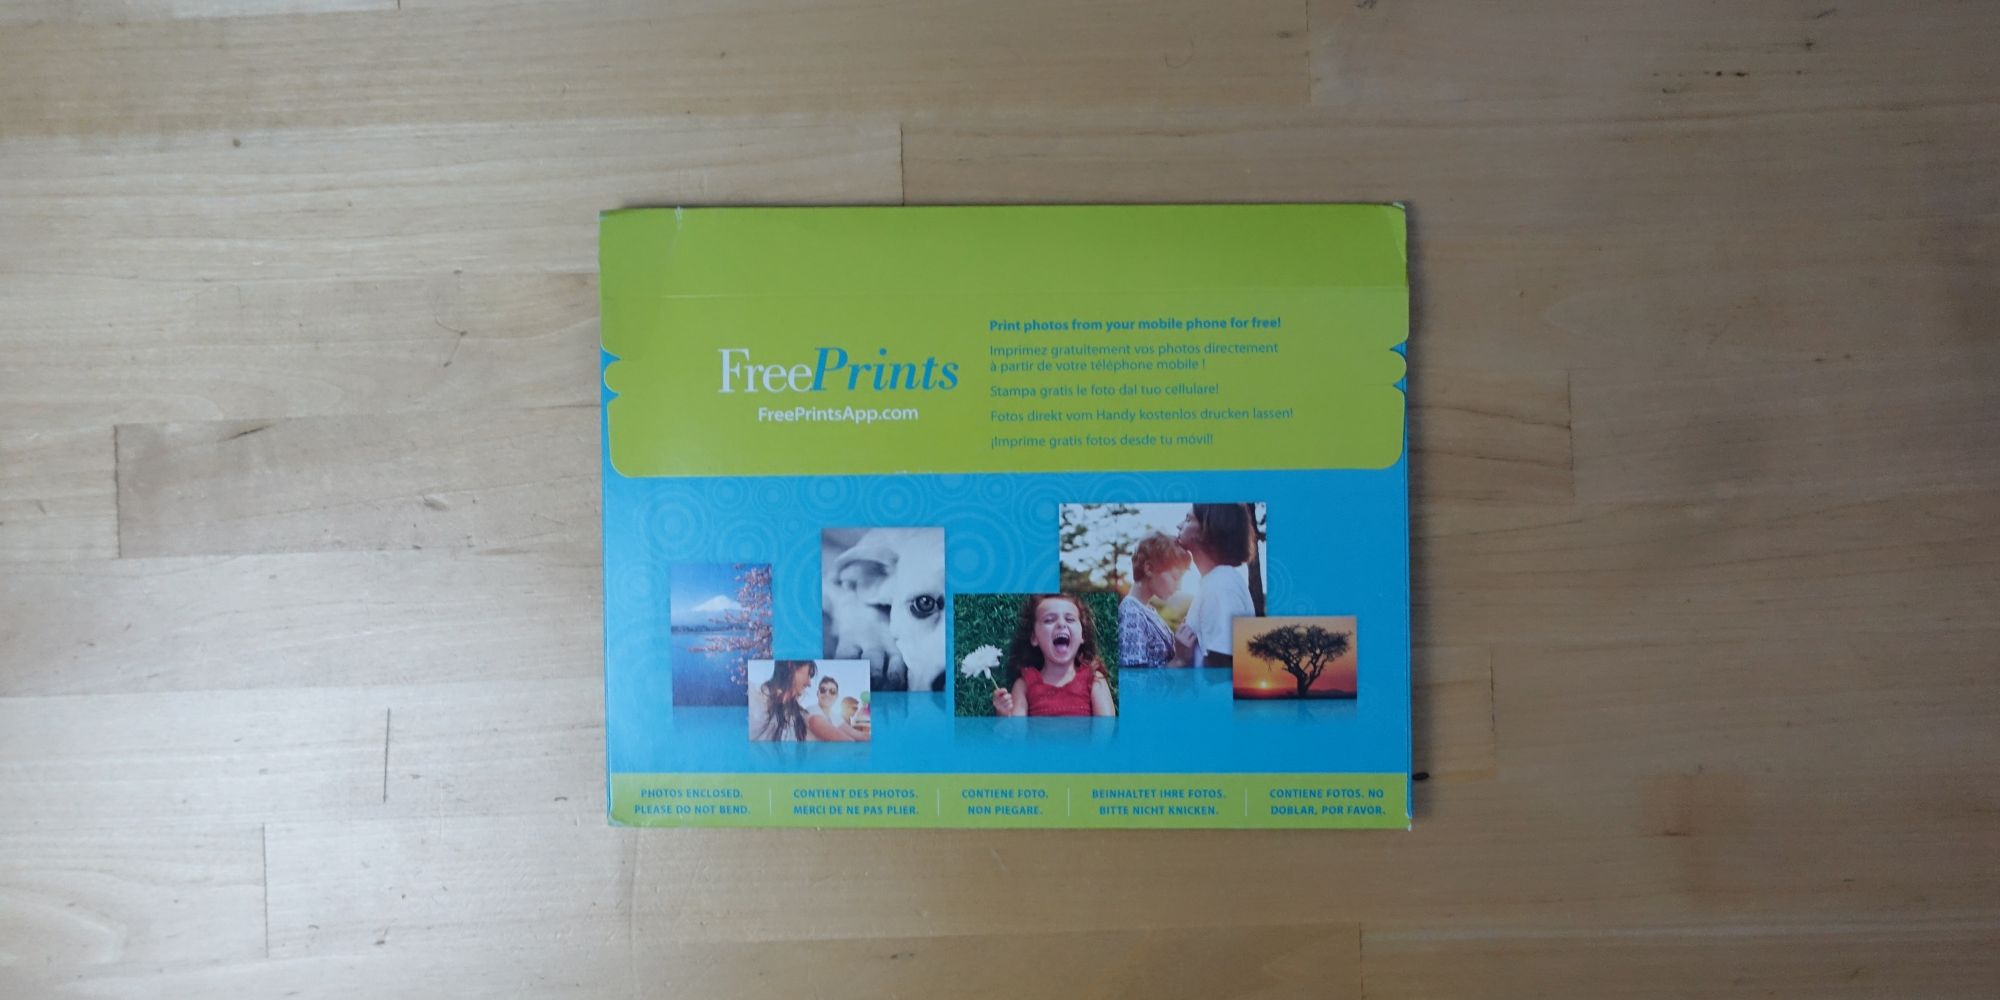 FreePrints
FreePrintsApp.com
Print photos from your mobile phone for free!
Imprimez gratuitement vos photos directement
à partir de votre téléphone mobile !
Stampa gratis le foto dal tuo cellulare!
Fotos direkt vom Handy kostenlos drucken lassen!
¡Imprime gratis fotos desde tu móvil!
PHOTOS ENCLOSED.
PLEASE DO NOT BEND.
CONTIENT DES PHOTOS.
MERCI DE NE PAS PLIER.
CONTIENE FOTO.
NON PIEGARE.
BEINHALTET IHRE FOTOS.
BITTE NICHT KNICKEN.
CONTIENE FOTOS. NO
DOBLAR, POR FAVOR.